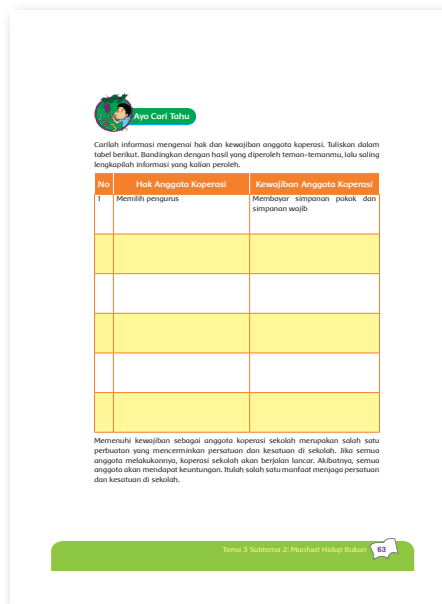 Ayo Cari Tahu
Carilah informasi mengenai hak dan kewajiban anggota koperasi. Tuliskan dalam
tabel berikut. Bandingkan dengan hasil yang diperoleh teman-temanmu, lalu saling
lengkapilah informasi yang kalian peroleh.
No Hak Anggota Koperasi Kewajiban Anggota Koperasi
1 Memilih pengurus Membayar simpanan pokok dan
simpanan wajib
Memenuhi kewajiban sebagai anggota koperasi sekolah merupakan salah satu
perbuatan yang mencerminkan persatuan dan kesatuan di sekolah. Jika semua
anggota melakukannya, koperasi sekolah akan berjalan lancar. Akibatnya, semua
anggota akan mendapat keuntungan. Itulah salah satu manfaat menjaga persatuan
dan kesatuan di sekolah.
Tema 3 Subtema 2: Manfaat Hidup Rukun 63